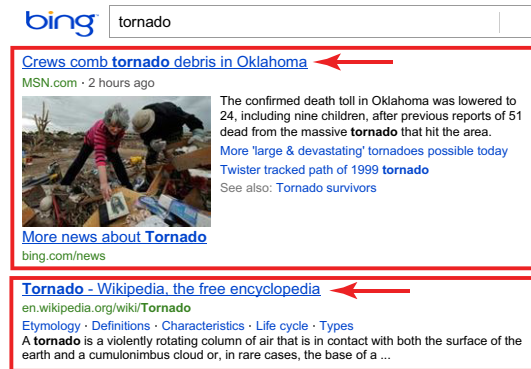 bing
tornado
Crews comb tornado debris in Oklahoma
MSN.com · 2 hours ago
The confirmed death toll in Oklahoma was lowered to
24, including nine children, after previous reports of 51
dead from the massive tornado that hit the area.
More 'large & devastating' tornadoes possible today
Twister tracked path of 1999 tornado
See also: Tornado survivors
More news about Tornado
bing.com/news
Tornado - Wikipedia, the free encyclopedia
en.wikipedia.org/wiki/Tornado
Etymology · Definitions · Characteristics · Life cycle · Types
A tornado is a violently rotating column of air that is in contact with both the surface of the
earth and a cumulonimbus cloud or, in rare cases, the base of a ...